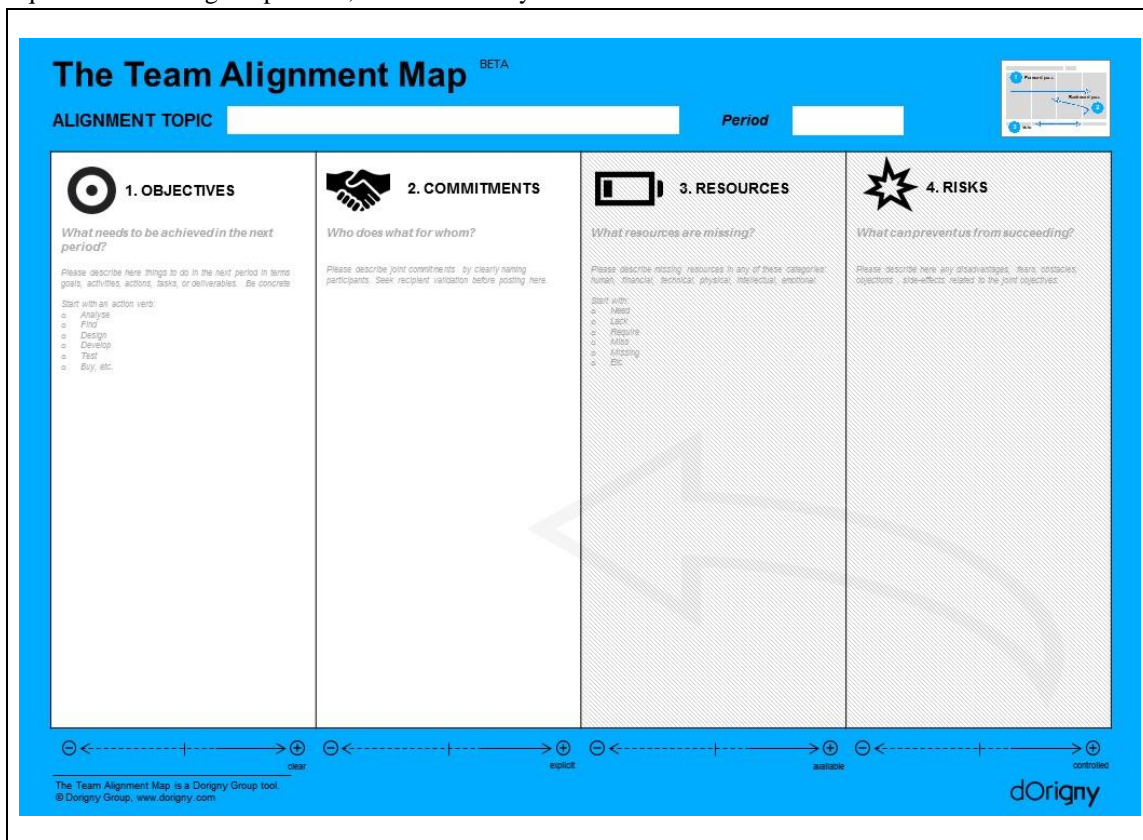 The Team Alignment Map BETA
ALIGNMENT TOPIC
Period
1. OBJECTIVES
What needs to be achieved in the next
period?
Please describe here things to do in the next period in terms
goals, activities, actions, tasks, or deliverables. Be concrete
Start with an action verb:
o Analyse
o Find
o Design
o Develop
o Test
o Buy, etc.
2. COMMITMENTS
Who does what for whom?
Please describe joint commitments by clearly naming
participants. Seek recipient validation before posting here.
3. RESOURCES
What resources are missing?
Please describe missing resources in any of these categories:
human, financial, technical, physical, intellectual, emotional
Start with:
o Need
o Lack
o Require
o Miss
o Missing
o Etc.
4. RISKS
What can prevent us from succeeding?
Please describe here any disadvantages, fears, obstacles,
objections , side-effects related to the joint objectives.
clear
explicit
available
controlled
The Team Alignment Map is a Dorigny Group tool.
© Dorigny Group, www.dorigny.com
dOrigny